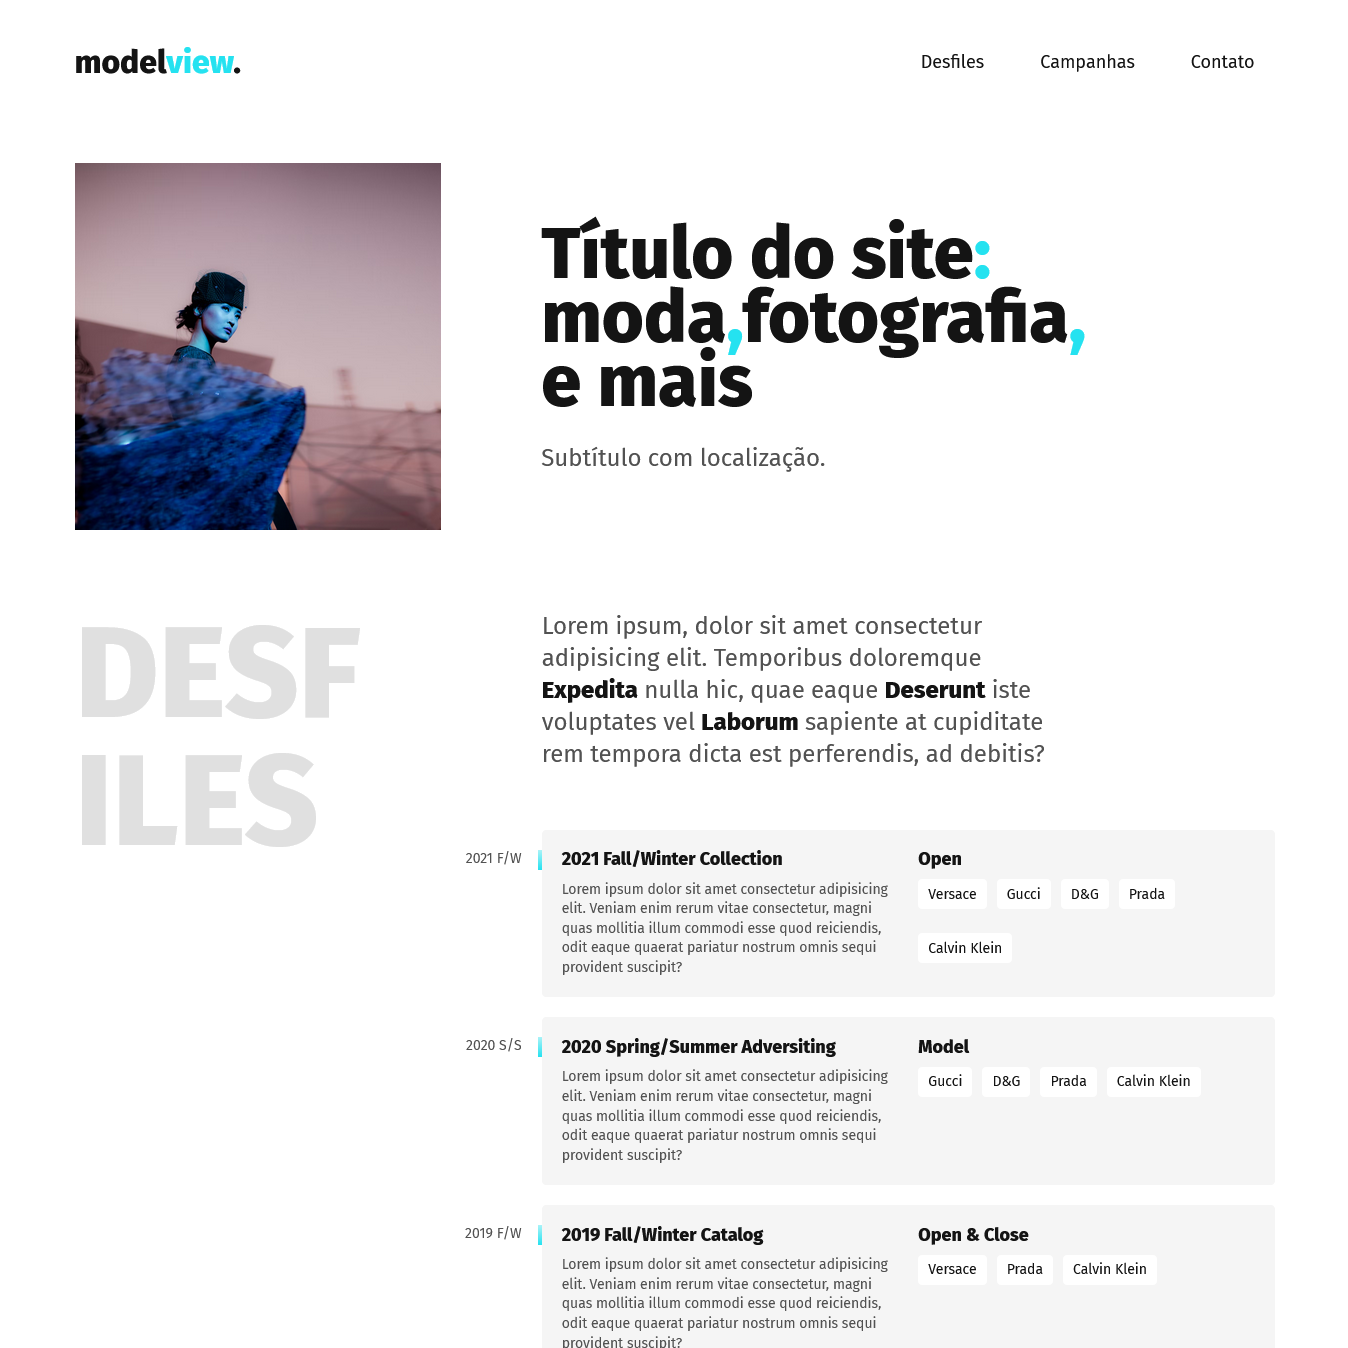 modelview.
Desfiles Campanhas Contato
Título do site:
moda,fotografia,
e mais
Subtítulo com localização.
DESF
ILES
Lorem ipsum, dolor sit amet consectetur
adipisicing elit. Temporibus doloremque
Expedita nulla hic, quae eaque Deserunt iste
voluptates vel Laborum sapiente at cupiditate
rem tempora dicta est perferendis, ad debitis?
2021 F/W
2021 Fall/Winter Collection
Lorem ipsum dolor sit amet consectetur adipisicing
elit. Veniam enim rerum vitae consectetur, magni
quas mollitia illum commodi esse quod reiciendis,
odit eaque quaerat pariatur nostrum omnis sequi
provident suscipit?
Open
Versace Gucci D&G Prada
Calvin Klein
2020 S/S
2020 Spring/Summer Adversiting
Lorem ipsum dolor sit amet consectetur adipisicing
elit. Veniam enim rerum vitae consectetur, magni
quas mollitia illum commodi esse quod reiciendis,
odit eaque quaerat pariatur nostrum omnis sequi
provident suscipit?
Model
Gucci D&G Prada Calvin Klein
2019 F/W
2019 Fall/Winter Catalog
Lorem ipsum dolor sit amet consectetur adipisicing
elit. Veniam enim rerum vitae consectetur, magni
quas mollitia illum commodi esse quod reiciendis,
odit eaque quaerat pariatur nostrum omnis sequi
provident suscipit?
Open & Close
Versace Prada Calvin Klein